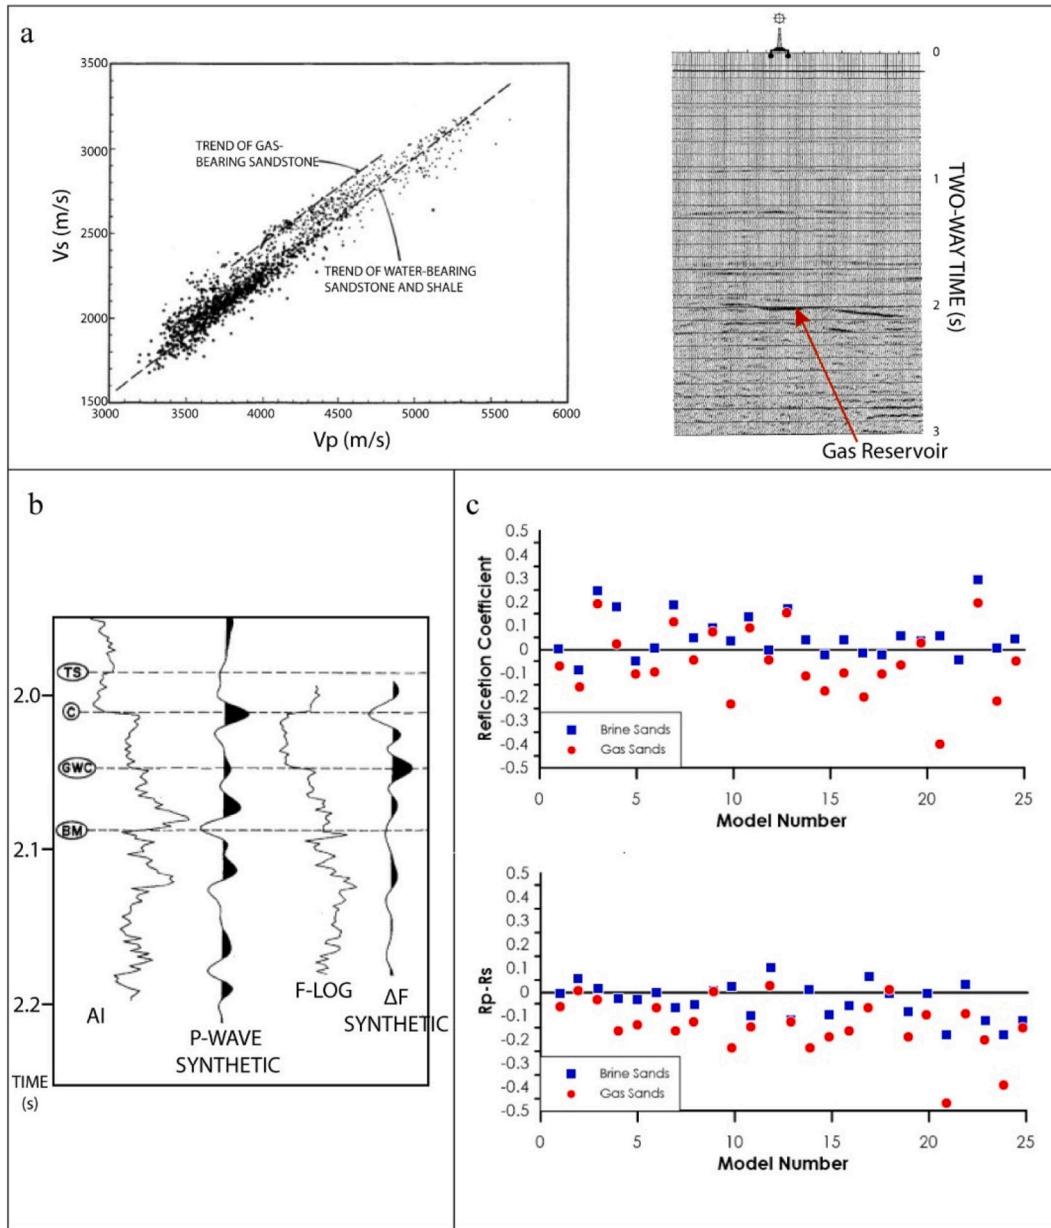 a
3500
3000
2500
2000
1500
Vs (m/s)
TREND OF GAS-
BEARING SANDSTONE
TREND OF WATER-BEARING
SANDSTONE AND SHALE
3000
3500
4000
4500
5000
5500
6000
Vp (m/s)
0
1
2
3
TWO-WAY TIME (s)
Gas Reservoir
b
2.0
2.1
2.2
TIME
(s)
TS
C
GWC
BM
AI
P-WAVE
SYNTHETIC
F-LOG
ΔF
SYNTHETIC
c
0.5
0.4
0.3
0.2
0.1
0
-0.1
-0.2
-0.3
-0.4
-0.5
Reflcetion Coefficient
Brine Sands
Gas Sands
0
5
10
15
20
25
Model Number
0.5
0.4
0.3
0.2
0.1
0
-0.1
-0.2
-0.3
-0.4
-0.5
Rp-Rs
Brine Sands
Gas Sands
0
5
10
15
20
25
Model Number